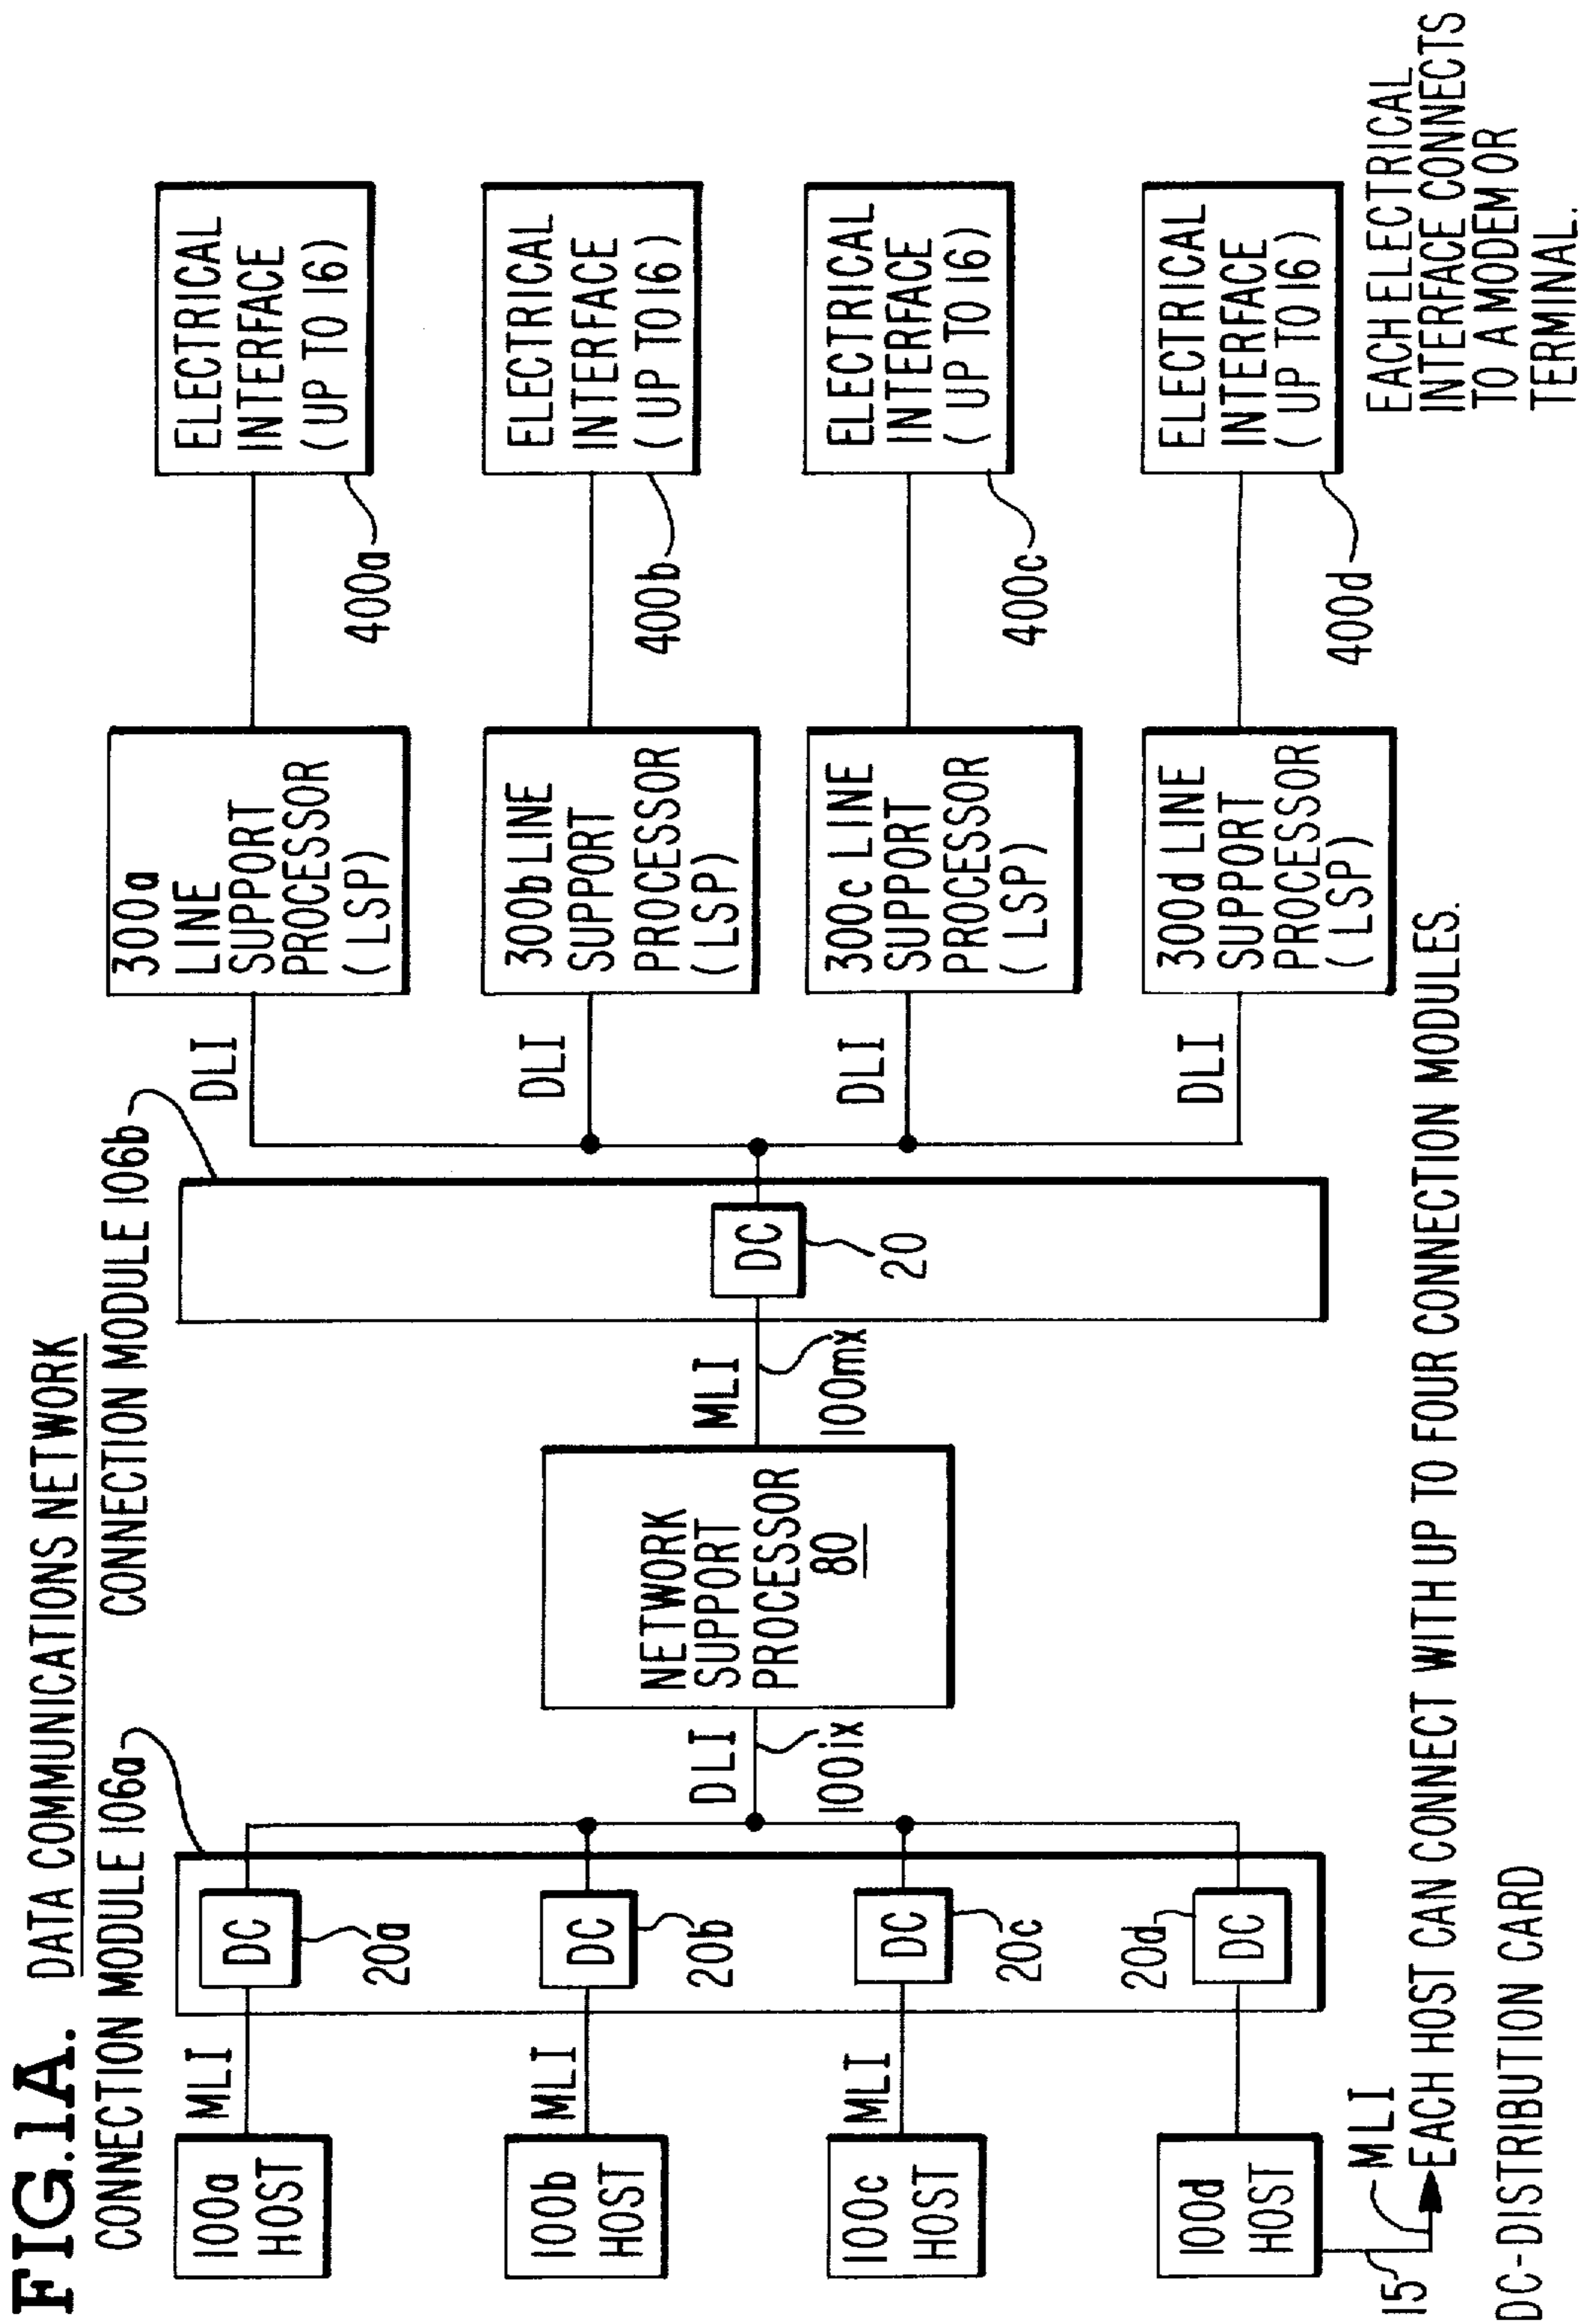 FIG.1A.
DATA COMMUNICATIONS NETWORK
CONNECTION MODULE 106a
CONNECTION MODULE 106b
100a
HOST
MLI
DC
20a
100b
HOST
MLI
DC
20b
100c
HOST
MLI
DC
20c
100d
HOST
20d
DC
15
MLI
DLI
100ix
NETWORK
SUPPORT
PROCESSOR
80
MLI
100mx
DC
20
DLI
300a
LINE
SUPPORT
PROCESSOR
(LSP)
ELECTRICAL
INTERFACE
(UP TO 16)
400a
DLI
300b LINE
SUPPORT
PROCESSOR
(LSP)
ELECTRICAL
INTERFACE
(UP TO 16)
400b
DLI
300c LINE
SUPPORT
PROCESSOR
(LSP)
ELECTRICAL
INTERFACE
(UP TO 16)
400c
DLI
300d LINE
SUPPORT
PROCESSOR
(LSP)
ELECTRICAL
INTERFACE
(UP TO 16)
400d
EACH HOST CAN CONNECT WITH UP TO FOUR CONNECTION MODULES.
EACH ELECTRICAL
INTERFACE CONNECTS
TO A MODEM OR
TERMINAL.
DC-DISTRIBUTION CARD